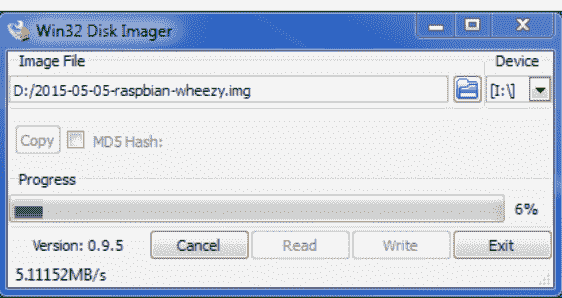 Win32 Disk Imager
Image File
Device
D:/2015-05-05-raspbian-wheezy.img
[I:\]
Copy
MD5 Hash:
Progress
6%
Version: 0.9.5
Cancel
Read
Write
Exit
5.11152MB/s